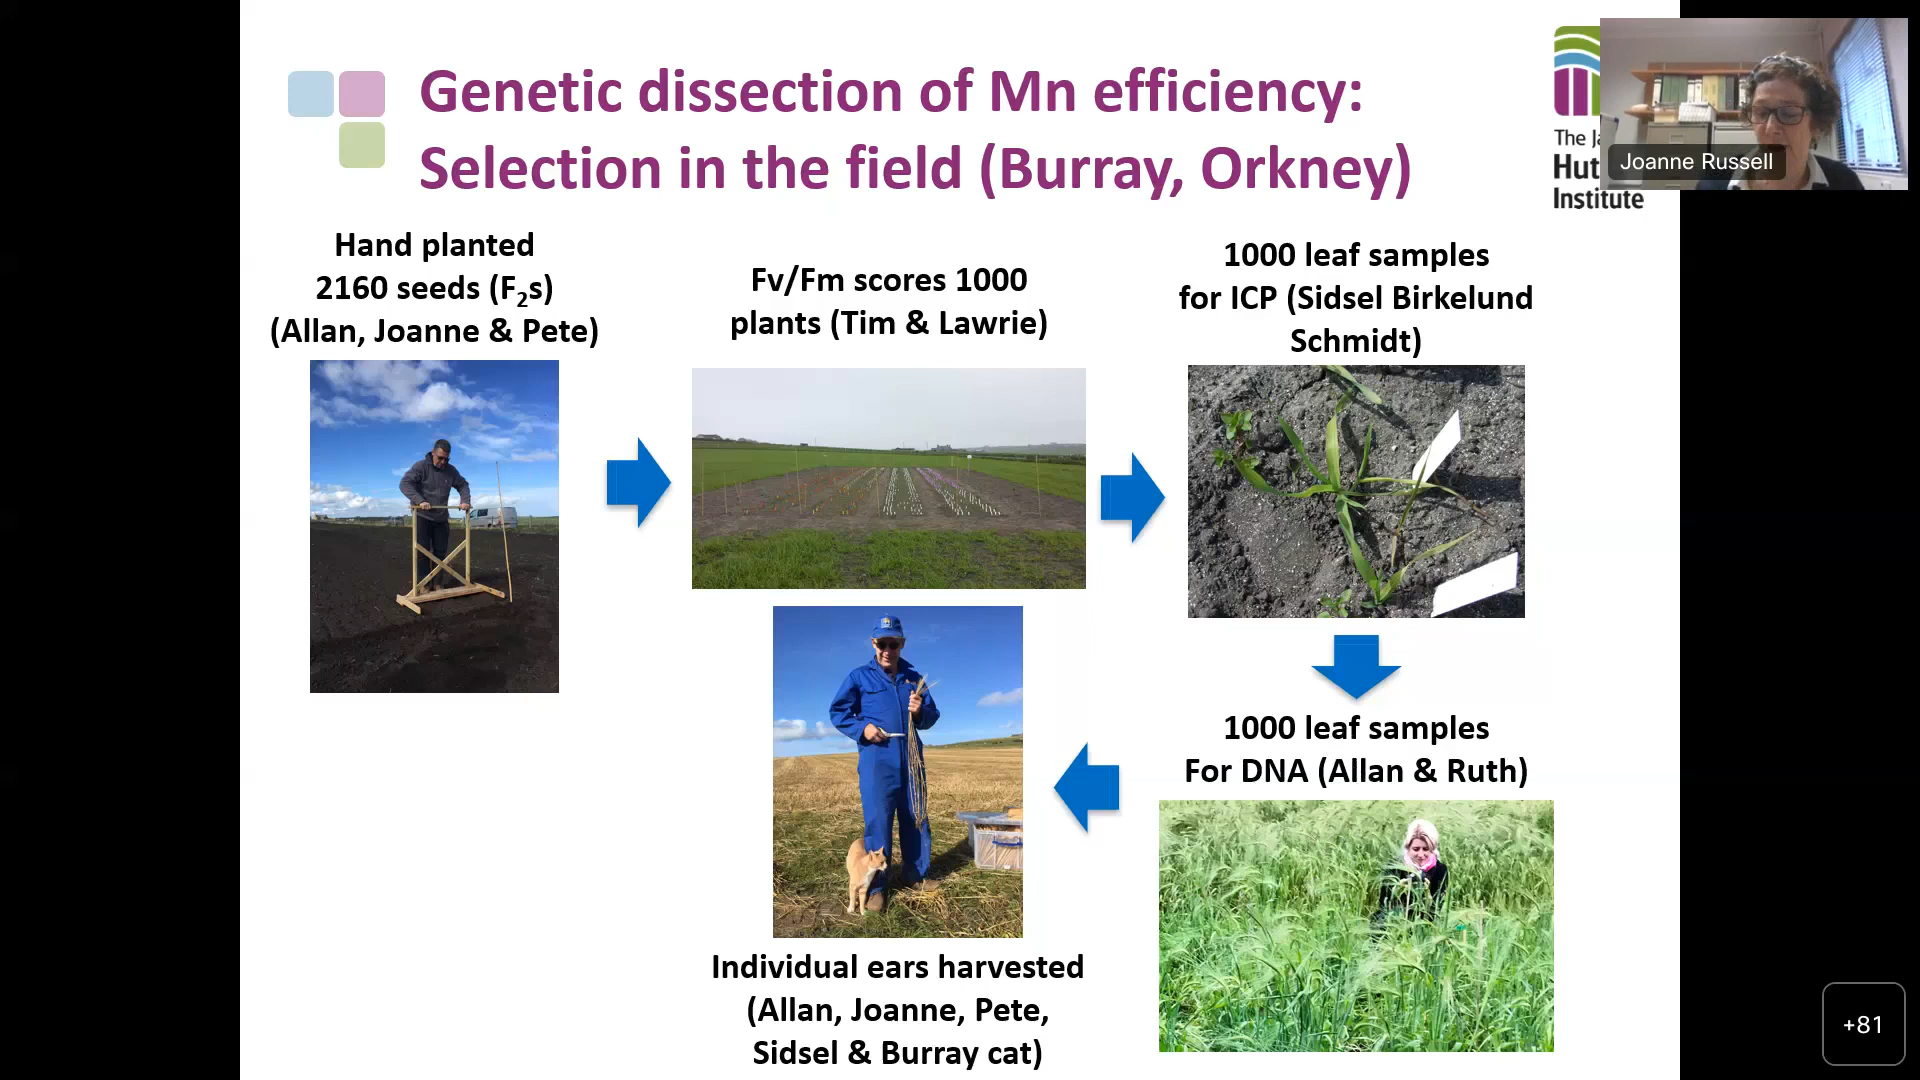 Genetic dissection of Mn efficiency:
Selection in the field (Burray, Orkney)
The Ja
Hut
Institute
Joanne Russell
Hand planted
2160 seeds (F₂s)
(Allan, Joanne & Pete)
Fv/Fm scores 1000
plants (Tim & Lawrie)
1000 leaf samples
for ICP (Sidsel Birkelund
Schmidt)
1000 leaf samples
For DNA (Allan & Ruth)
Individual ears harvested
(Allan, Joanne, Pete,
Sidsel & Burray cat)
+81